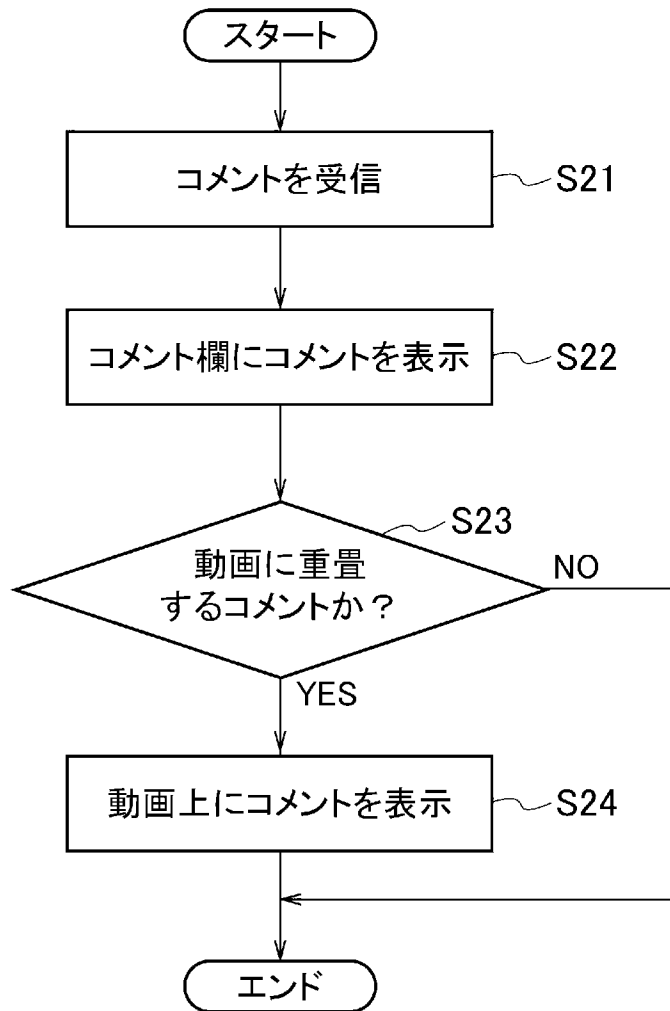 スタート
コメントを受信
S21
コメント欄にコメントを表示
S22
S23
動画に重畳
するコメントか？
NO
YES
動画上にコメントを表示
S24
エンド